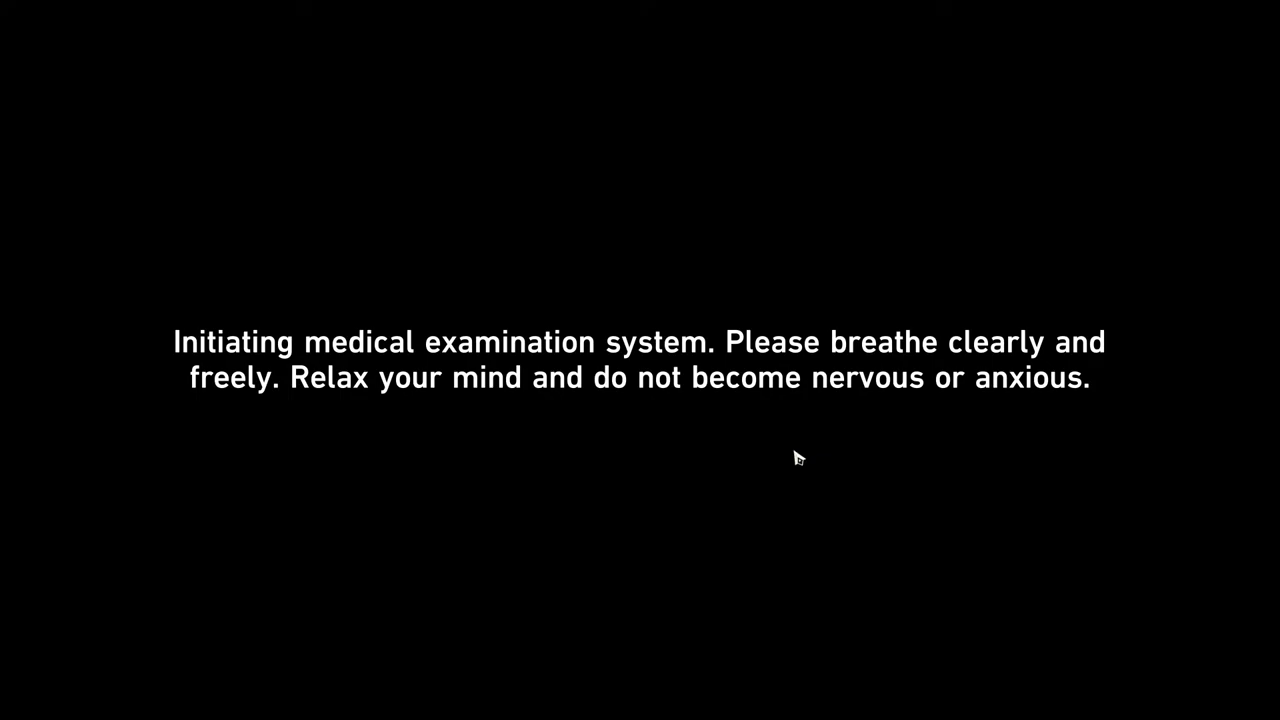 Initiating medical examination system. Please breathe clearly and
freely. Relax your mind and do not become nervous or anxious.